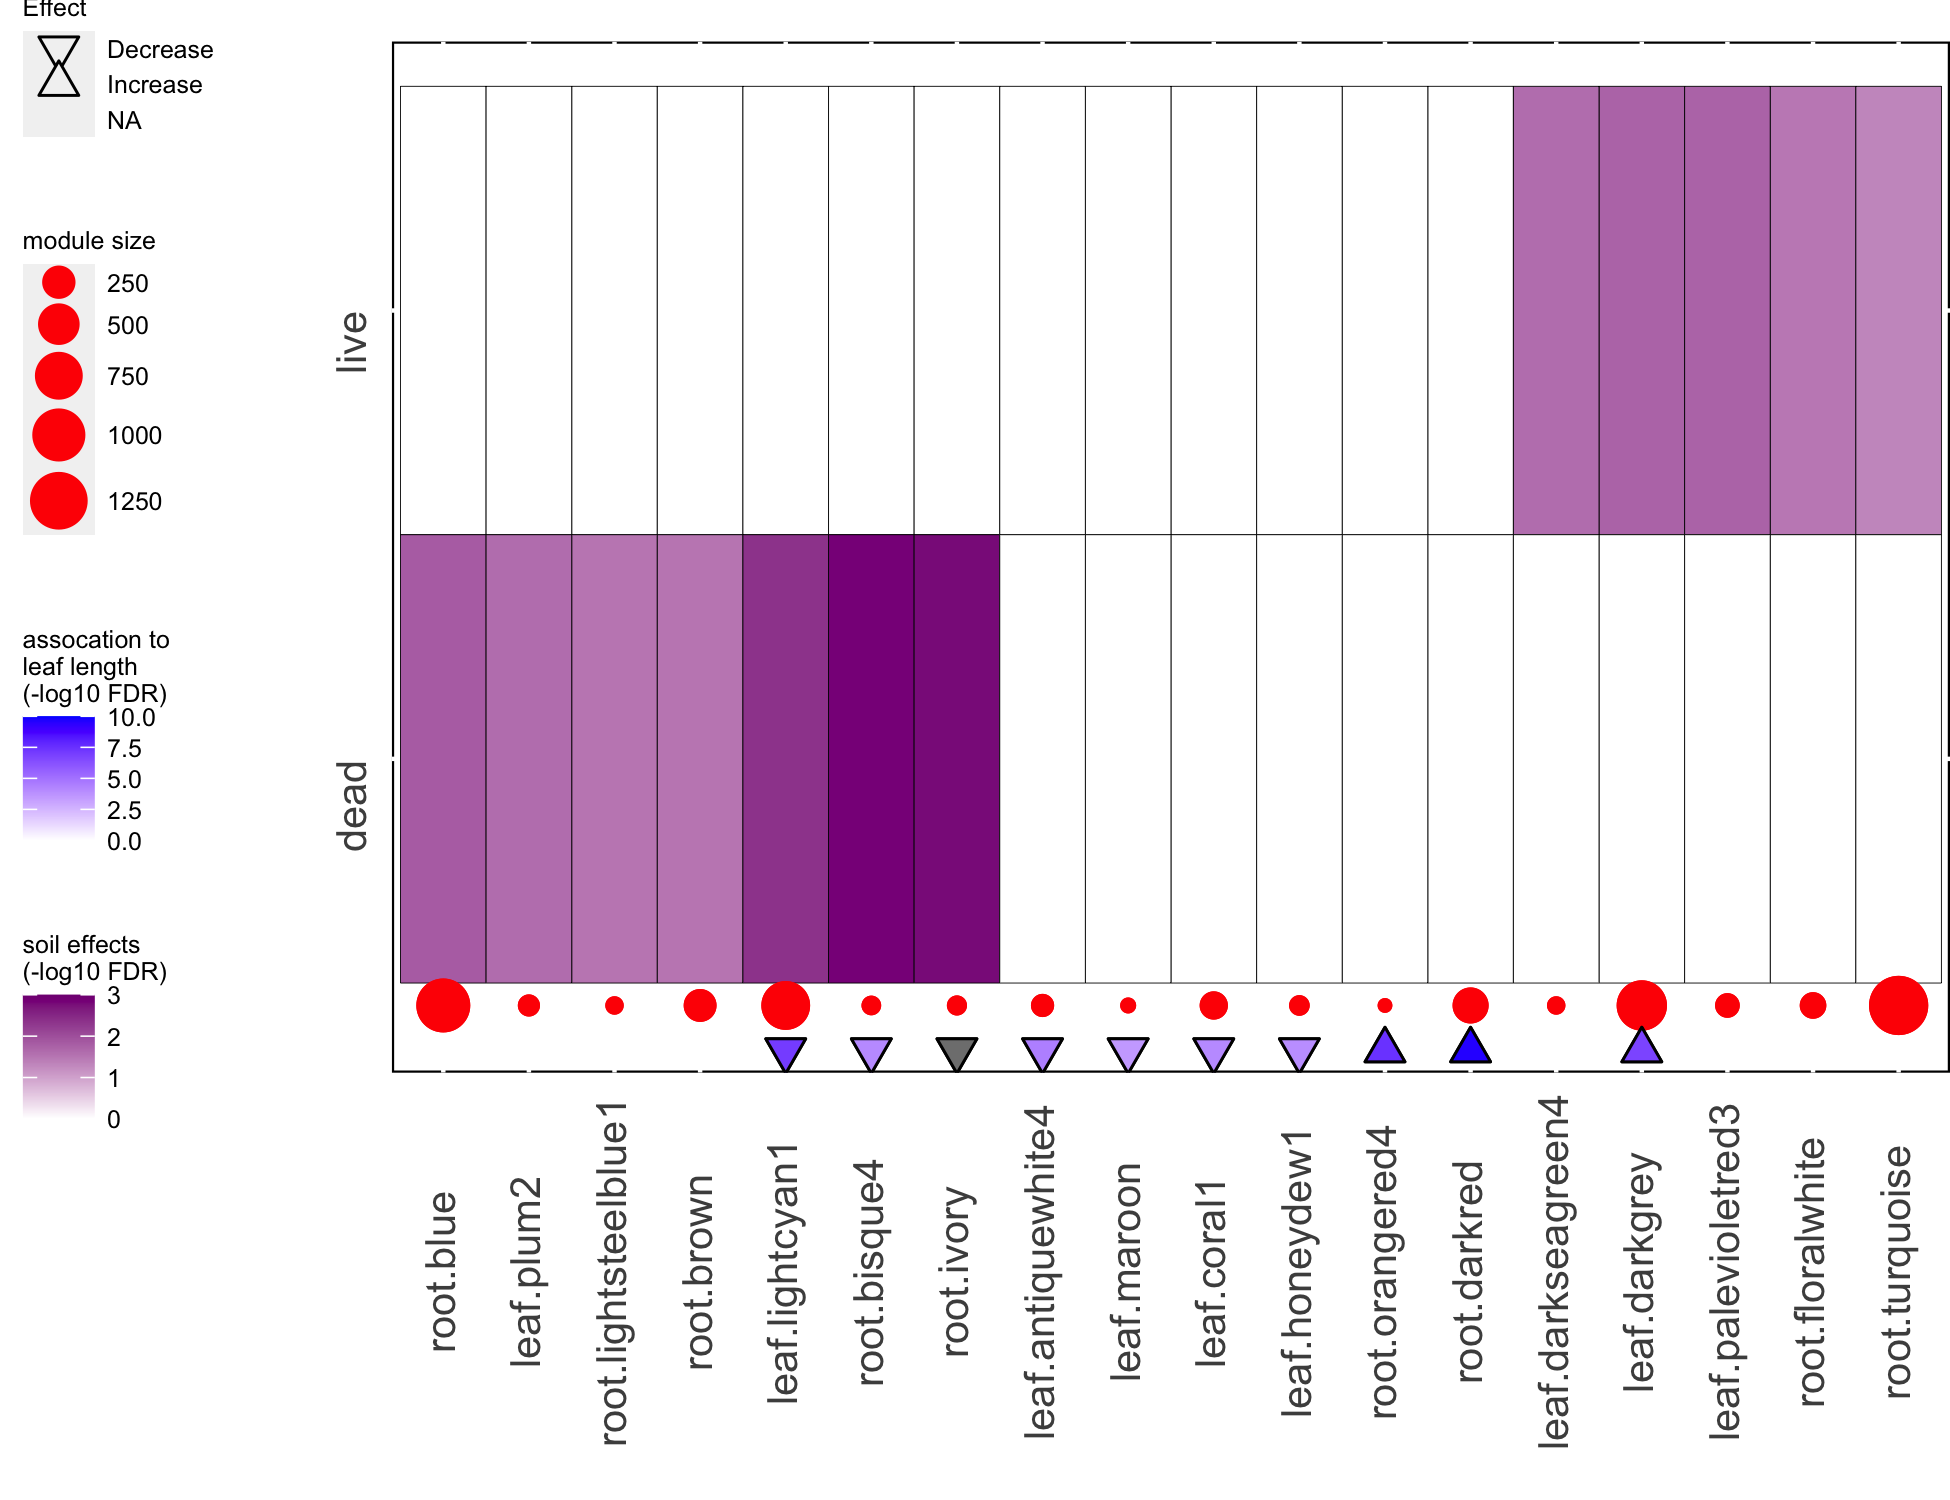 Effect
Decrease
Increase
NA
module size
250
500
750
1000
1250
assocation to
leaf length
(-log10 FDR)
10.0
7.5
5.0
2.5
0.0
soil effects
(-log10 FDR)
3
2
1
0
live
dead
root.blue
leaf.plum2
root.lightsteelblue1
root.brown
leaf.lightcyan1
root.bisque4
root.ivory
leaf.antiquewhite4
leaf.maroon
leaf.coral1
leaf.honeydew1
root.orangered4
root.darkred
leaf.darkseagreen4
leaf.darkgrey
leaf.palevioletred3
root.floralwhite
root.turquoise